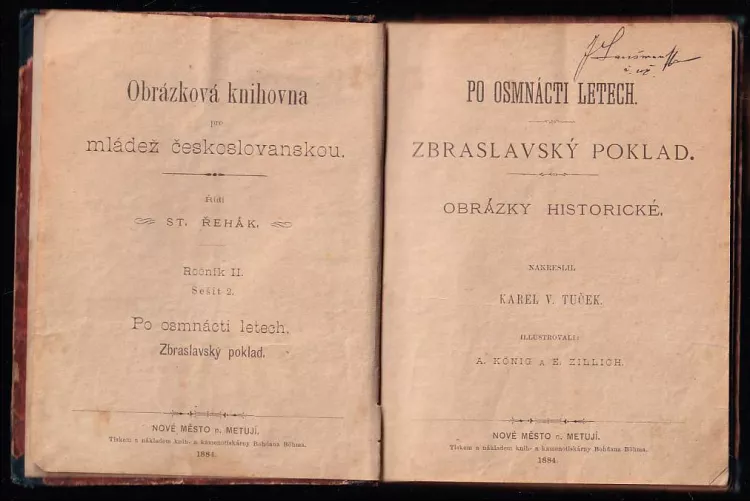 Obrázková knihovna
pro
mládež československou.
Řídí
ST. ŘEHÁK.
Ročník II.
Sešit 2.
Po osmnácti letech.
Zbraslavský poklad.
NOVÉ MĚSTO n. METUJÍ.
Tiskem a nákladem knih- a kamenotiskárny Bohdana Böhma.
1884.
PO OSMNÁCTI LETECH.
ZBRASLAVSKÝ POKLAD.
OBRÁZKY HISTORICKÉ.
NAKRESLIL
KAREL V. TUČEK.
ILLUSTROVALI:
A. KÖNIG A E. ZILLICH.
NOVÉ MĚSTO n. METUJÍ.
Tiskem a nákladem knih- a kamenotiskárny Bohdana Böhma.
1884.